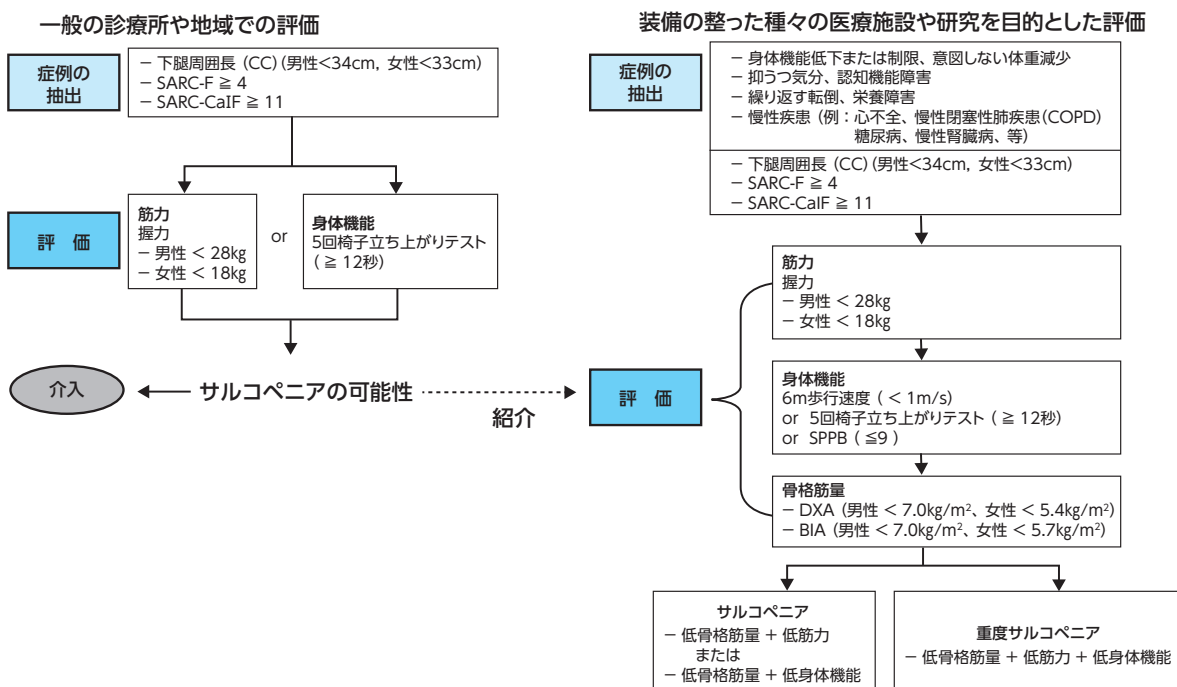 一般の診療所や地域での評価
症例の
抽出
− 下腿周囲長 (CC) (男性<34cm, 女性<33cm)
− SARC-F ≧ 4
− SARC-CalF ≧ 11
評 価
筋力
握力
− 男性 < 28kg
− 女性 < 18kg
or
身体機能
5回椅子立ち上がりテスト
( ≧ 12秒)
介入
サルコペニアの可能性
紹介
装備の整った種々の医療施設や研究を目的とした評価
症例の
抽出
− 身体機能低下または制限、意図しない体重減少
− 抑うつ気分、認知機能障害
− 繰り返す転倒、栄養障害
− 慢性疾患 (例:心不全、慢性閉塞性肺疾患(COPD)
糖尿病、慢性腎臓病、等)
− 下腿周囲長 (CC) (男性<34cm, 女性<33cm)
− SARC-F ≧ 4
− SARC-CalF ≧ 11
評 価
筋力
握力
− 男性 < 28kg
− 女性 < 18kg
身体機能
6m歩行速度 ( < 1m/s)
or 5回椅子立ち上がりテスト ( ≧ 12秒)
or SPPB ( ≦9 )
骨格筋量
− DXA (男性 < 7.0kg/m²、女性 < 5.4kg/m²)
− BIA (男性 < 7.0kg/m²、女性 < 5.7kg/m²)
サルコペニア
− 低骨格筋量 + 低筋力
または
− 低骨格筋量 + 低身体機能
重度サルコペニア
− 低骨格筋量 + 低筋力 + 低身体機能